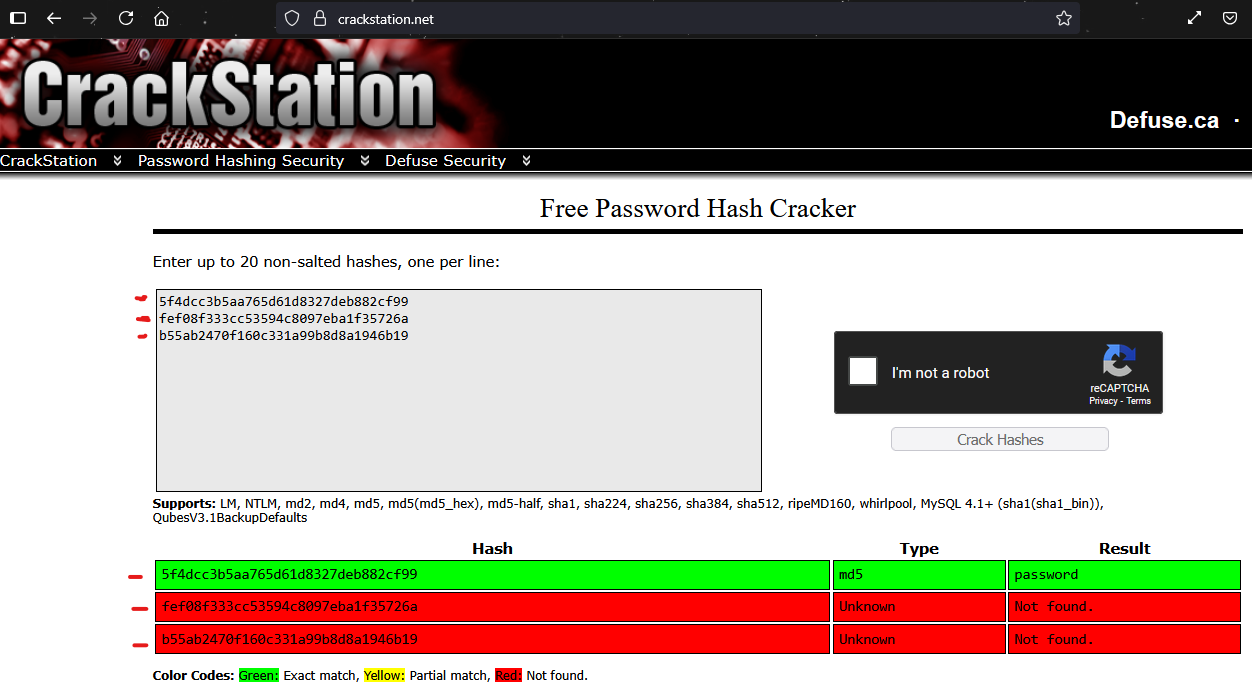 crackstation.net
CrackStation
Defuse.ca ·
CrackStation Password Hashing Security Defuse Security
Free Password Hash Cracker
Enter up to 20 non-salted hashes, one per line:
5f4dcc3b5aa765d61d8327deb882cf99
fef08f333cc53594c8097eba1f35726a
b55ab2470f160c331a99b8d8a1946b19
I'm not a robot
reCAPTCHA
Privacy - Terms
Crack Hashes
Supports: LM, NTLM, md2, md4, md5, md5(md5_hex), md5-half, sha1, sha224, sha256, sha384, sha512, ripeMD160, whirlpool, MySQL 4.1+ (sha1(sha1_bin)),
QubesV3.1BackupDefaults
Hash Type Result
5f4dcc3b5aa765d61d8327deb882cf99 md5 password
fef08f333cc53594c8097eba1f35726a Unknown Not found.
b55ab2470f160c331a99b8d8a1946b19 Unknown Not found.
Color Codes: Green: Exact match, Yellow: Partial match, Red: Not found.